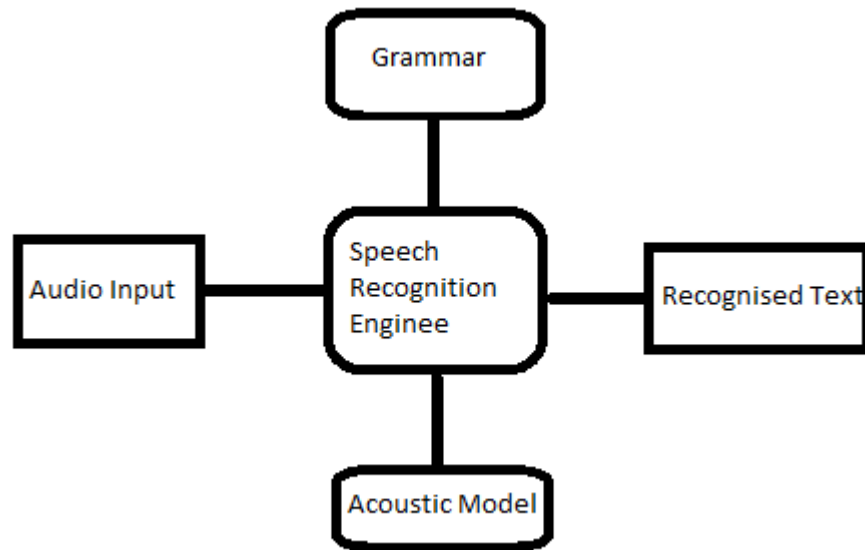 Grammar
Speech
Recognition
Enginee
Audio Input
Recognised Text
Acoustic Model